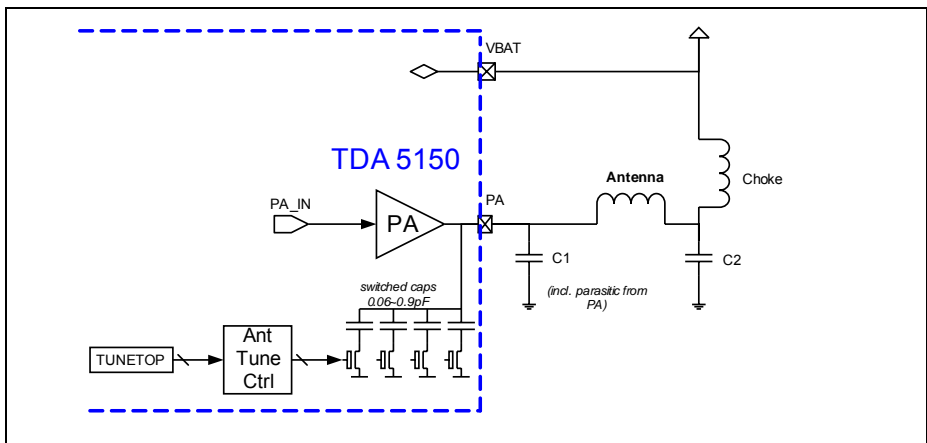 VBAT
TDA 5150
Antenna
Choke
PA_IN
PA
PA
C1
C2
(incl. parasitic from
PA)
switched caps
0.06~0.9pF
TUNETOP
Ant
Tune
Ctrl